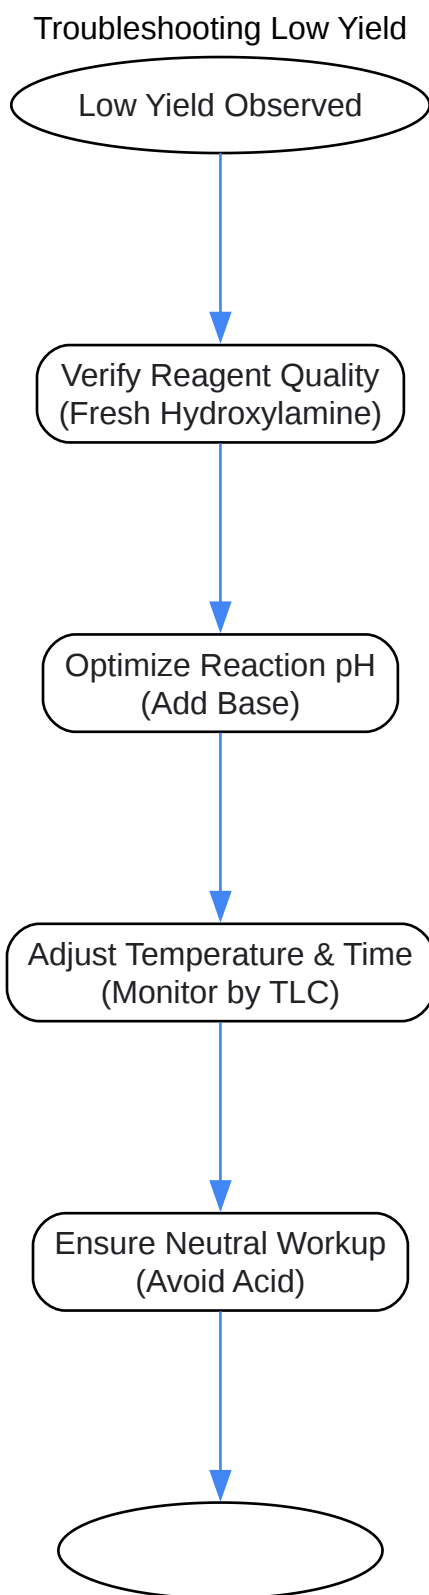 Troubleshooting Low Yield
Low Yield Observed
Verify Reagent Quality
(Fresh Hydroxylamine)
Optimize Reaction pH
(Add Base)
Adjust Temperature & Time
(Monitor by TLC)
Ensure Neutral Workup
(Avoid Acid)